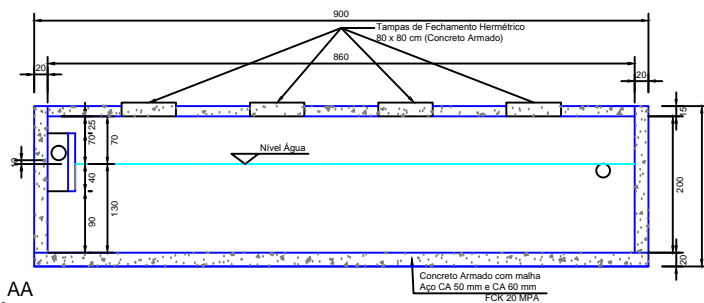 900
Tampas de Fechamento Hermétrico
80 x 80 cm (Concreto Armado)
20
860
20
15
25
70
70
Nível Água
10
40
200
90
130
Concreto Armado com malha
Aço CA 50 mm e CA 60 mm
FCK 20 MPA
20
AA